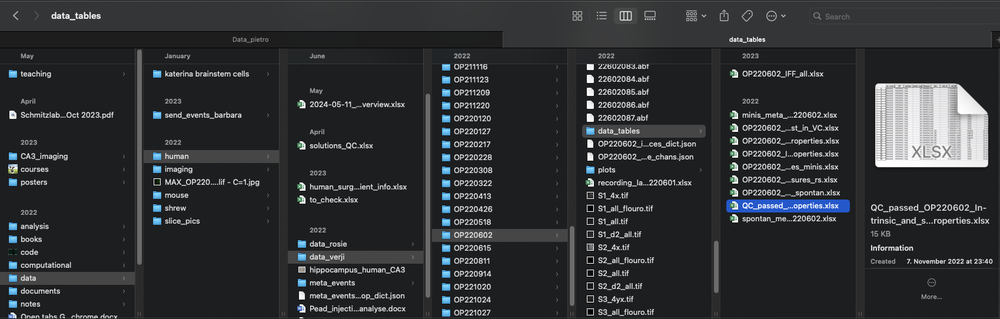 data_tables
Search
Data_pietro
data_tables
May
teaching
April
Schmitzlab...Oct 2023.pdf
2023
CA3_imaging
courses
posters
2022
analysis
books
code
computational
data
documents
notes
Open tabs G...chrome.docx
January
katerina brainstem cells
2023
send_events_barbara
2022
human
imaging
MAX_OP220....lif - C=1.jpg
mouse
shrew
slice_pics
June
May
2024-05-11_...verview.xlsx
April
solutions_QC.xlsx
2023
human_surg...ient_info.xlsx
to_check.xlsx
2022
data_rosie
data_verji
hippocampus_human_CA3
meta_events
meta_events...op_dict.json
Pead_injecti...analyse.docx
2022
OP211116
OP211123
OP211209
OP211220
OP220120
OP220127
OP220217
OP220228
OP220308
OP220322
OP220413
OP220426
OP220518
OP220602
OP220615
OP220811
OP220914
OP221020
OP221024
OP221027
2022
22602083.abf
22602084.abf
22602085.abf
22602086.abf
22602087.abf
data_tables
OP220602_i...ces_dict.json
OP220602_...e_chans.json
plots
recording_la...220601.xlsx
S1_4x.tif
S1_all_flouro.tif
S1_all.tif
S1_d2_all.tif
S2_4x.tif
S2_all_flouro.tif
S2_all.tif
S2_d2_all.tif
S3_4yx.tif
S3_all_flouro.tif
2023
OP220602_IFF_all.xlsx
2022
minis_meta_...220602.xlsx
OP220602_...st_in_VC.xlsx
OP220602_...roperties.xlsx
OP220602_I...operties.xlsx
OP220602_...es_minis.xlsx
OP220602_...sures_rs.xlsx
OP220602_..._spontan.xlsx
QC_passed_...operties.xlsx
spontan_me...220602.xlsx
XLSX
QC_passed_OP220602_In-
trinsic_and_s...roperties.xlsx
15 KB
Information
Created 7. November 2022 at 23:40
More...